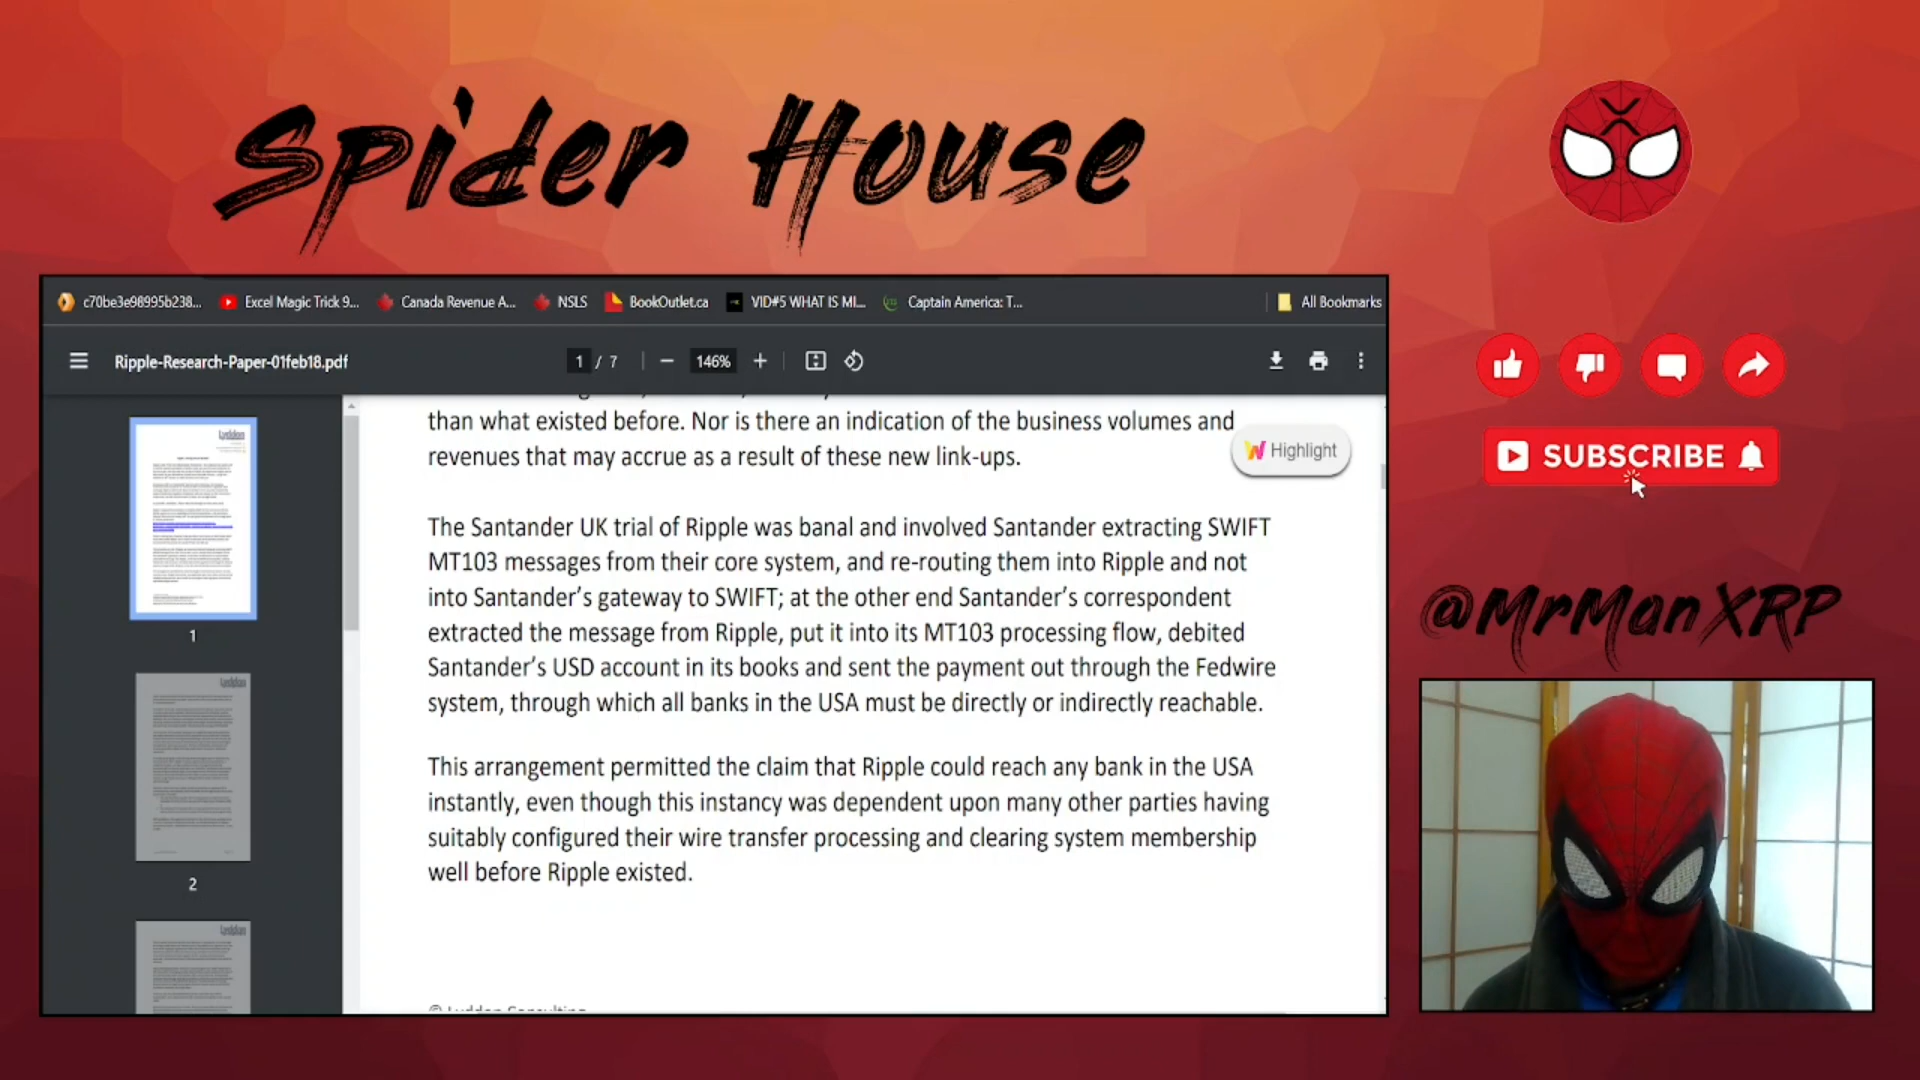 Spider House
c70be3e98995b238...
Excel Magic Trick 9...
Canada Revenue A...
NSLS
BookOutlet.ca
VID#5 WHAT IS MI...
Captain America: T...
All Bookmarks
Ripple-Research-Paper-01feb18.pdf
1 / 7
146%
than what existed before. Nor is there an indication of the business volumes and
revenues that may accrue as a result of these new link-ups.
Highlight
The Santander UK trial of Ripple was banal and involved Santander extracting SWIFT
MT103 messages from their core system, and re-routing them into Ripple and not
into Santander's gateway to SWIFT; at the other end Santander's correspondent
extracted the message from Ripple, put it into its MT103 processing flow, debited
Santander's USD account in its books and sent the payment out through the Fedwire
system, through which all banks in the USA must be directly or indirectly reachable.
This arrangement permitted the claim that Ripple could reach any bank in the USA
instantly, even though this instancy was dependent upon many other parties having
suitably configured their wire transfer processing and clearing system membership
well before Ripple existed.
1
2
SUBSCRIBE
@MrManXRP